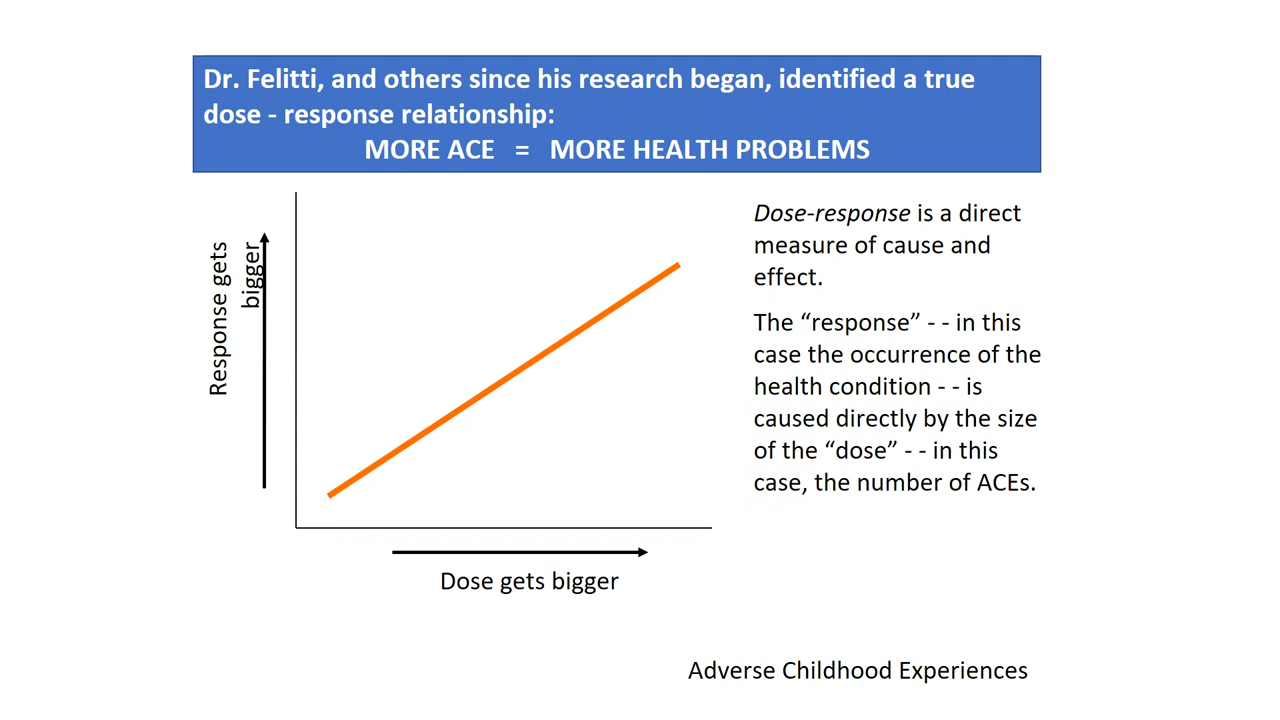 Dr. Felitti, and others since his research began, identified a true
dose - response relationship:
MORE ACE = MORE HEALTH PROBLEMS
Response gets
bigger
Dose gets bigger
Dose-response is a direct
measure of cause and
effect.
The “response” - - in this
case the occurrence of the
health condition - - is
caused directly by the size
of the “dose” - - in this
case, the number of ACEs.
Adverse Childhood Experiences